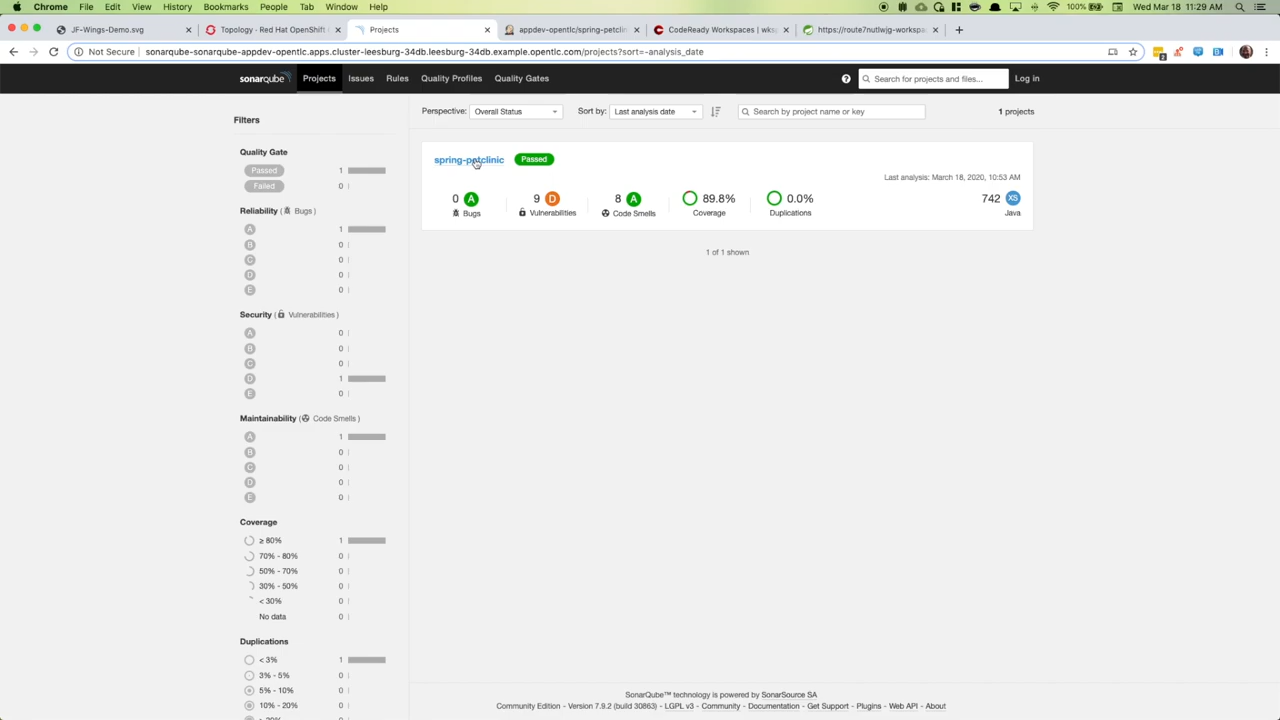 Chrome File Edit View History Bookmarks People Tab Window Help 100% Wed Mar 18 11:29 AM
JF-Wings-Demo.svg Topology · Red Hat OpenShift Projects appdev-opentlc/spring-petclini CodeReady Workspaces | wksp https://route7nutlwjg-workspa
Not Secure sonarqube-sonarqube-appdev-opentlc.apps.cluster-leesburg-34db.leesburg-34db.example.opentlc.com/projects?sort=-analysis_date
sonarqube Projects Issues Rules Quality Profiles Quality Gates Search for projects and files... Log in
Perspective: Overall Status Sort by: Last analysis date Search by project name or key 1 projects
Filters
Quality Gate
Passed 1
Failed 0
Reliability ( Bugs )
A 1
B 0
C 0
D 0
E 0
Security ( Vulnerabilities )
A 0
B 0
C 0
D 1
E 0
Maintainability ( Code Smells )
A 1
B 0
C 0
D 0
E 0
Coverage
≥ 80% 1
70% - 80% 0
50% - 70% 0
30% - 50% 0
< 30% 0
No data 0
Duplications
< 3% 1
3% - 5% 0
5% - 10% 0
10% - 20% 0
spring-petclinic Passed
Last analysis: March 18, 2020, 10:53 AM
0 A 9 D 8 A 89.8% 0.0% 742 XS
Bugs Vulnerabilities Code Smells Coverage Duplications Java
1 of 1 shown
SonarQube™ technology is powered by SonarSource SA
Community Edition - Version 7.9.2 (build 30863) - LGPL v3 - Community - Documentation - Get Support - Plugins - Web API - About